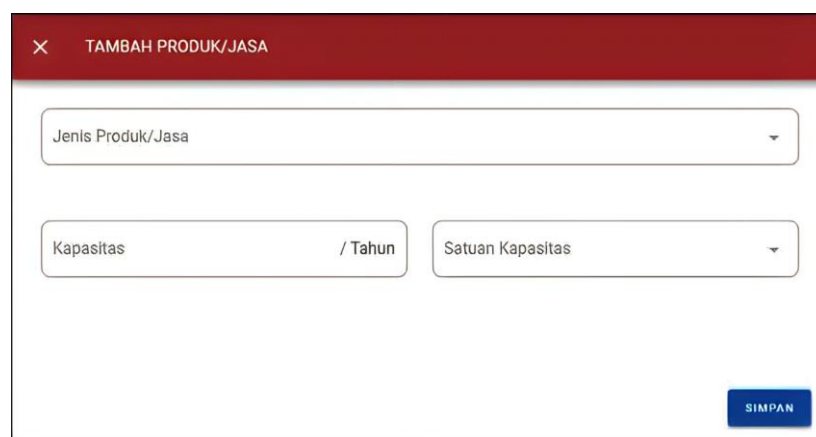 TAMBAH PRODUK/JASA
Jenis Produk/Jasa
Kapasitas / Tahun Satuan Kapasitas
SIMPAN